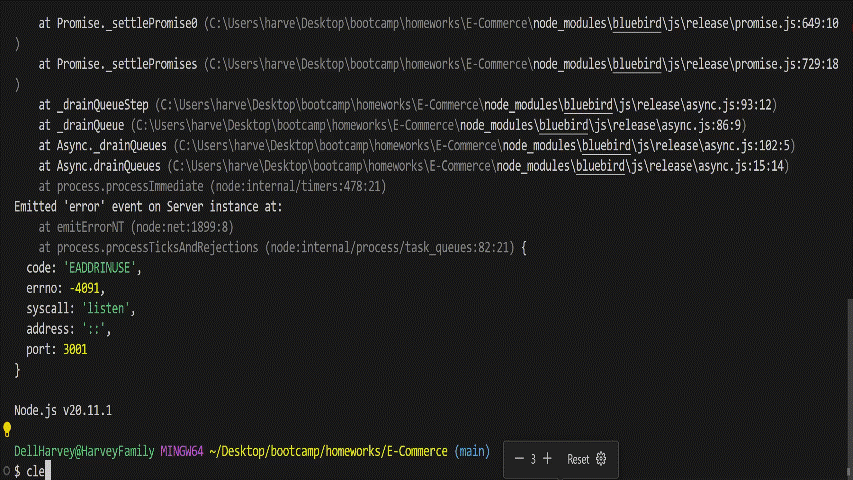 at Promise._settlePromise0 (C:\Users\harve\Desktop\bootcamp\homeworks\E-Commerce\node_modules\bluebird\js\release\promise.js:649:10
)
at Promise._settlePromises (C:\Users\harve\Desktop\bootcamp\homeworks\E-Commerce\node_modules\bluebird\js\release\promise.js:729:18
)
at _drainQueueStep (C:\Users\harve\Desktop\bootcamp\homeworks\E-Commerce\node_modules\bluebird\js\release\async.js:93:12)
at _drainQueue (C:\Users\harve\Desktop\bootcamp\homeworks\E-Commerce\node_modules\bluebird\js\release\async.js:86:9)
at Async._drainQueues (C:\Users\harve\Desktop\bootcamp\homeworks\E-Commerce\node_modules\bluebird\js\release\async.js:102:5)
at Async.drainQueues (C:\Users\harve\Desktop\bootcamp\homeworks\E-Commerce\node_modules\bluebird\js\release\async.js:15:14)
at process.processImmediate (node:internal/timers:478:21)
Emitted 'error' event on Server instance at:
at emitErrorNT (node:net:1899:8)
at process.processTicksAndRejections (node:internal/process/task_queues:82:21) {
code: 'EADDRINUSE',
errno: -4091,
syscall: 'listen',
address: '::',
port: 3001
}
Node.js v20.11.1
DellHarvey@HarveyFamily MINGW64 ~/Desktop/bootcamp/homeworks/E-Commerce (main)
$ cle
− 3 + Reset